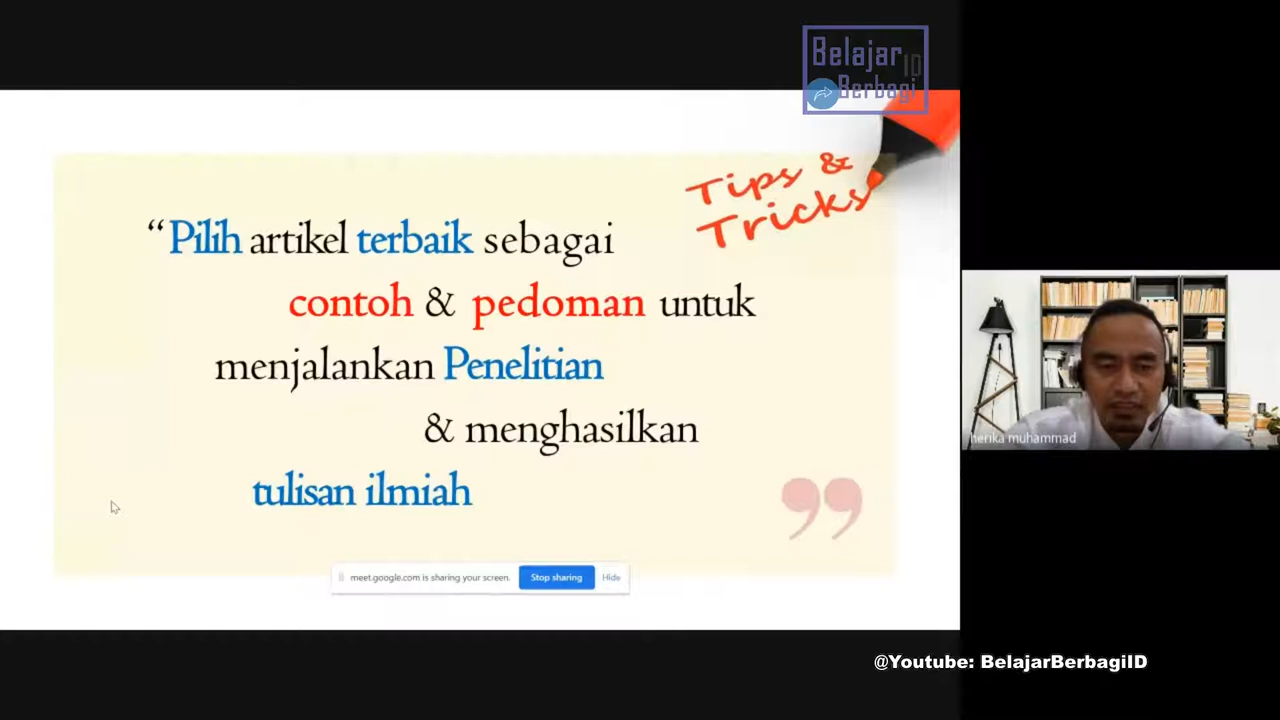 Belajar
ID
Berbagi
Tips &
Tricks
“Pilih artikel terbaik sebagai
contoh & pedoman untuk
menjalankan Penelitian
& menghasilkan
tulisan ilmiah
”
meet.google.com is sharing your screen.
Stop sharing
Hide
herika muhammad
@Youtube: BelajarBerbagiID